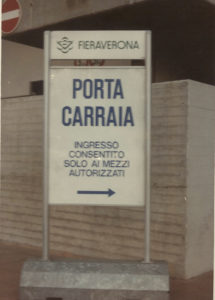 FIERAVERONA
PORTA
CARRAIA
INGRESSO
CONSENTITO
SOLO AI MEZZI
AUTORIZZATI